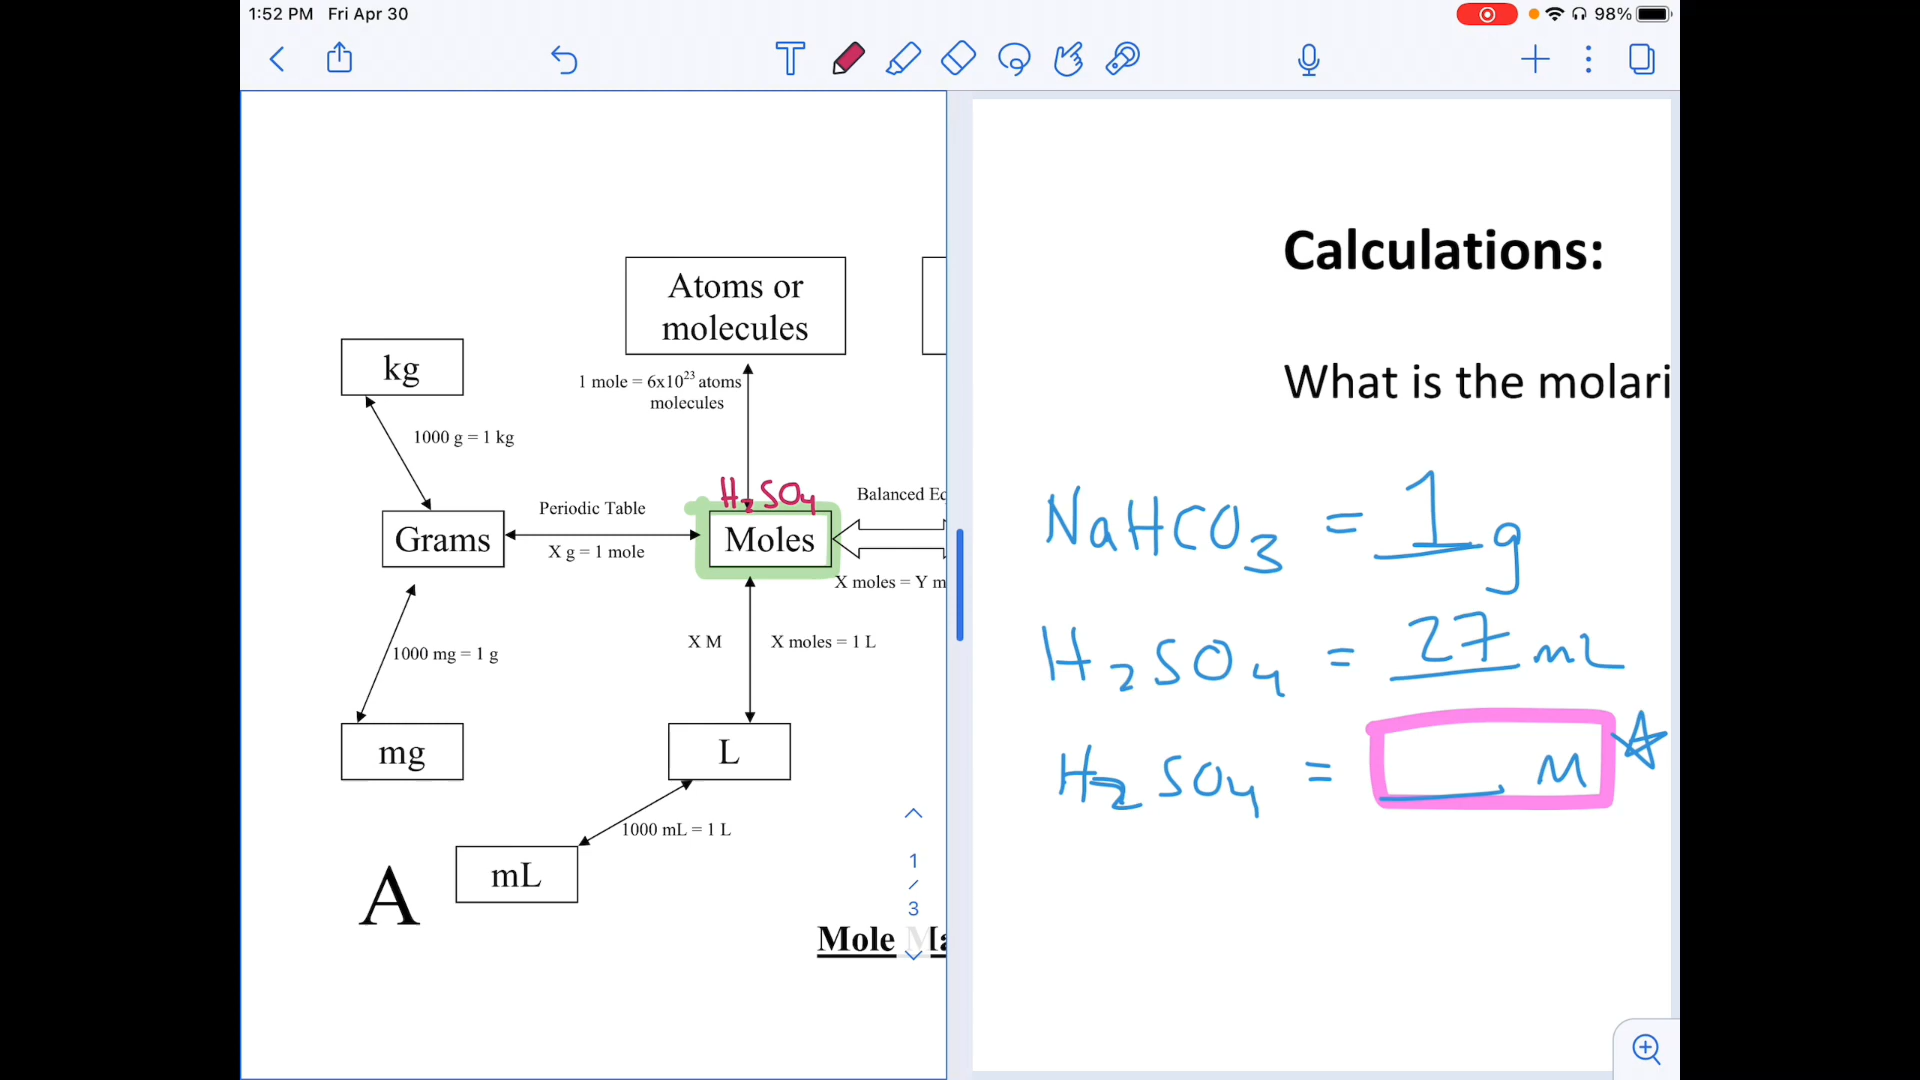 1:52 PM Fri Apr 30
98%
Atoms or
molecules
kg
1 mole = 6x10²³ atoms
molecules
1000 g = 1 kg
H₂SO₄
Periodic Table
Balanced Ec
Grams
Moles
X g = 1 mole
X moles = Y m
X M
X moles = 1 L
1000 mg = 1 g
mg
L
1000 mL = 1 L
mL
A
1
/
3
Mole Ma
Calculations:
What is the molari
NaHCO₃ = 1 g
H₂SO₄ = 27 mL
H₂SO₄ = ___ M